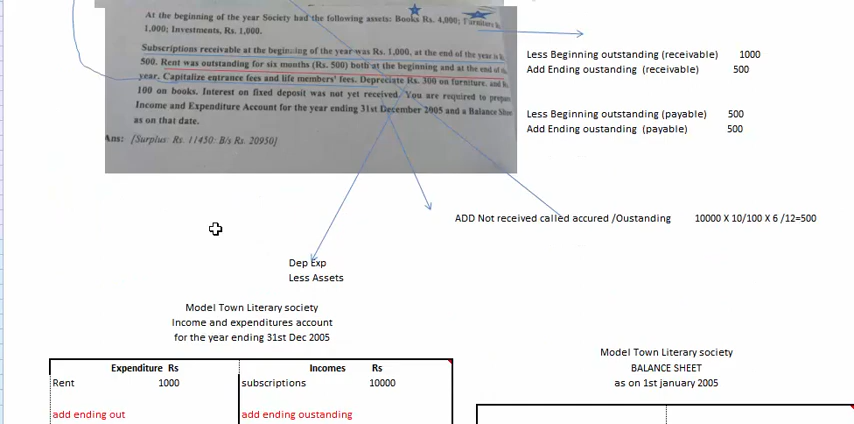 At the beginning of the year Society had the following assets: Books Rs. 4,000; Furniture
1,000; Investments, Rs. 1,000.
Subscriptions receivable at the beginning of the year was Rs. 1,000, at the end of the year is
500. Rent was outstanding for six months (Rs. 500) both at the beginning and at the end of
year. Capitalize entrance fees and life members' fees. Depreciate Rs. 300 on furniture, and
100 on books. Interest on fixed deposit was not yet received. You are required to
Income and Expenditure Account for the year ending 31st December 2005 and a Balance
as on that date.
Ans: [Surplus: Rs. 11450: B/s Rs. 20950]
Less Beginning outstanding (receivable) 1000
Add Ending oustanding (receivable) 500
Less Beginning outstanding (payable) 500
Add Ending oustanding (payable) 500
ADD Not received called accured /Oustanding 10000 X 10/100 X 6 /12=500
Dep Exp
Less Assets
Model Town Literary society
Income and expenditures account
for the year ending 31st Dec 2005
Expenditure Rs Incomes Rs
Rent 1000 subscriptions 10000
add ending out add ending oustanding
Model Town Literary society
BALANCE SHEET
as on 1st january 2005